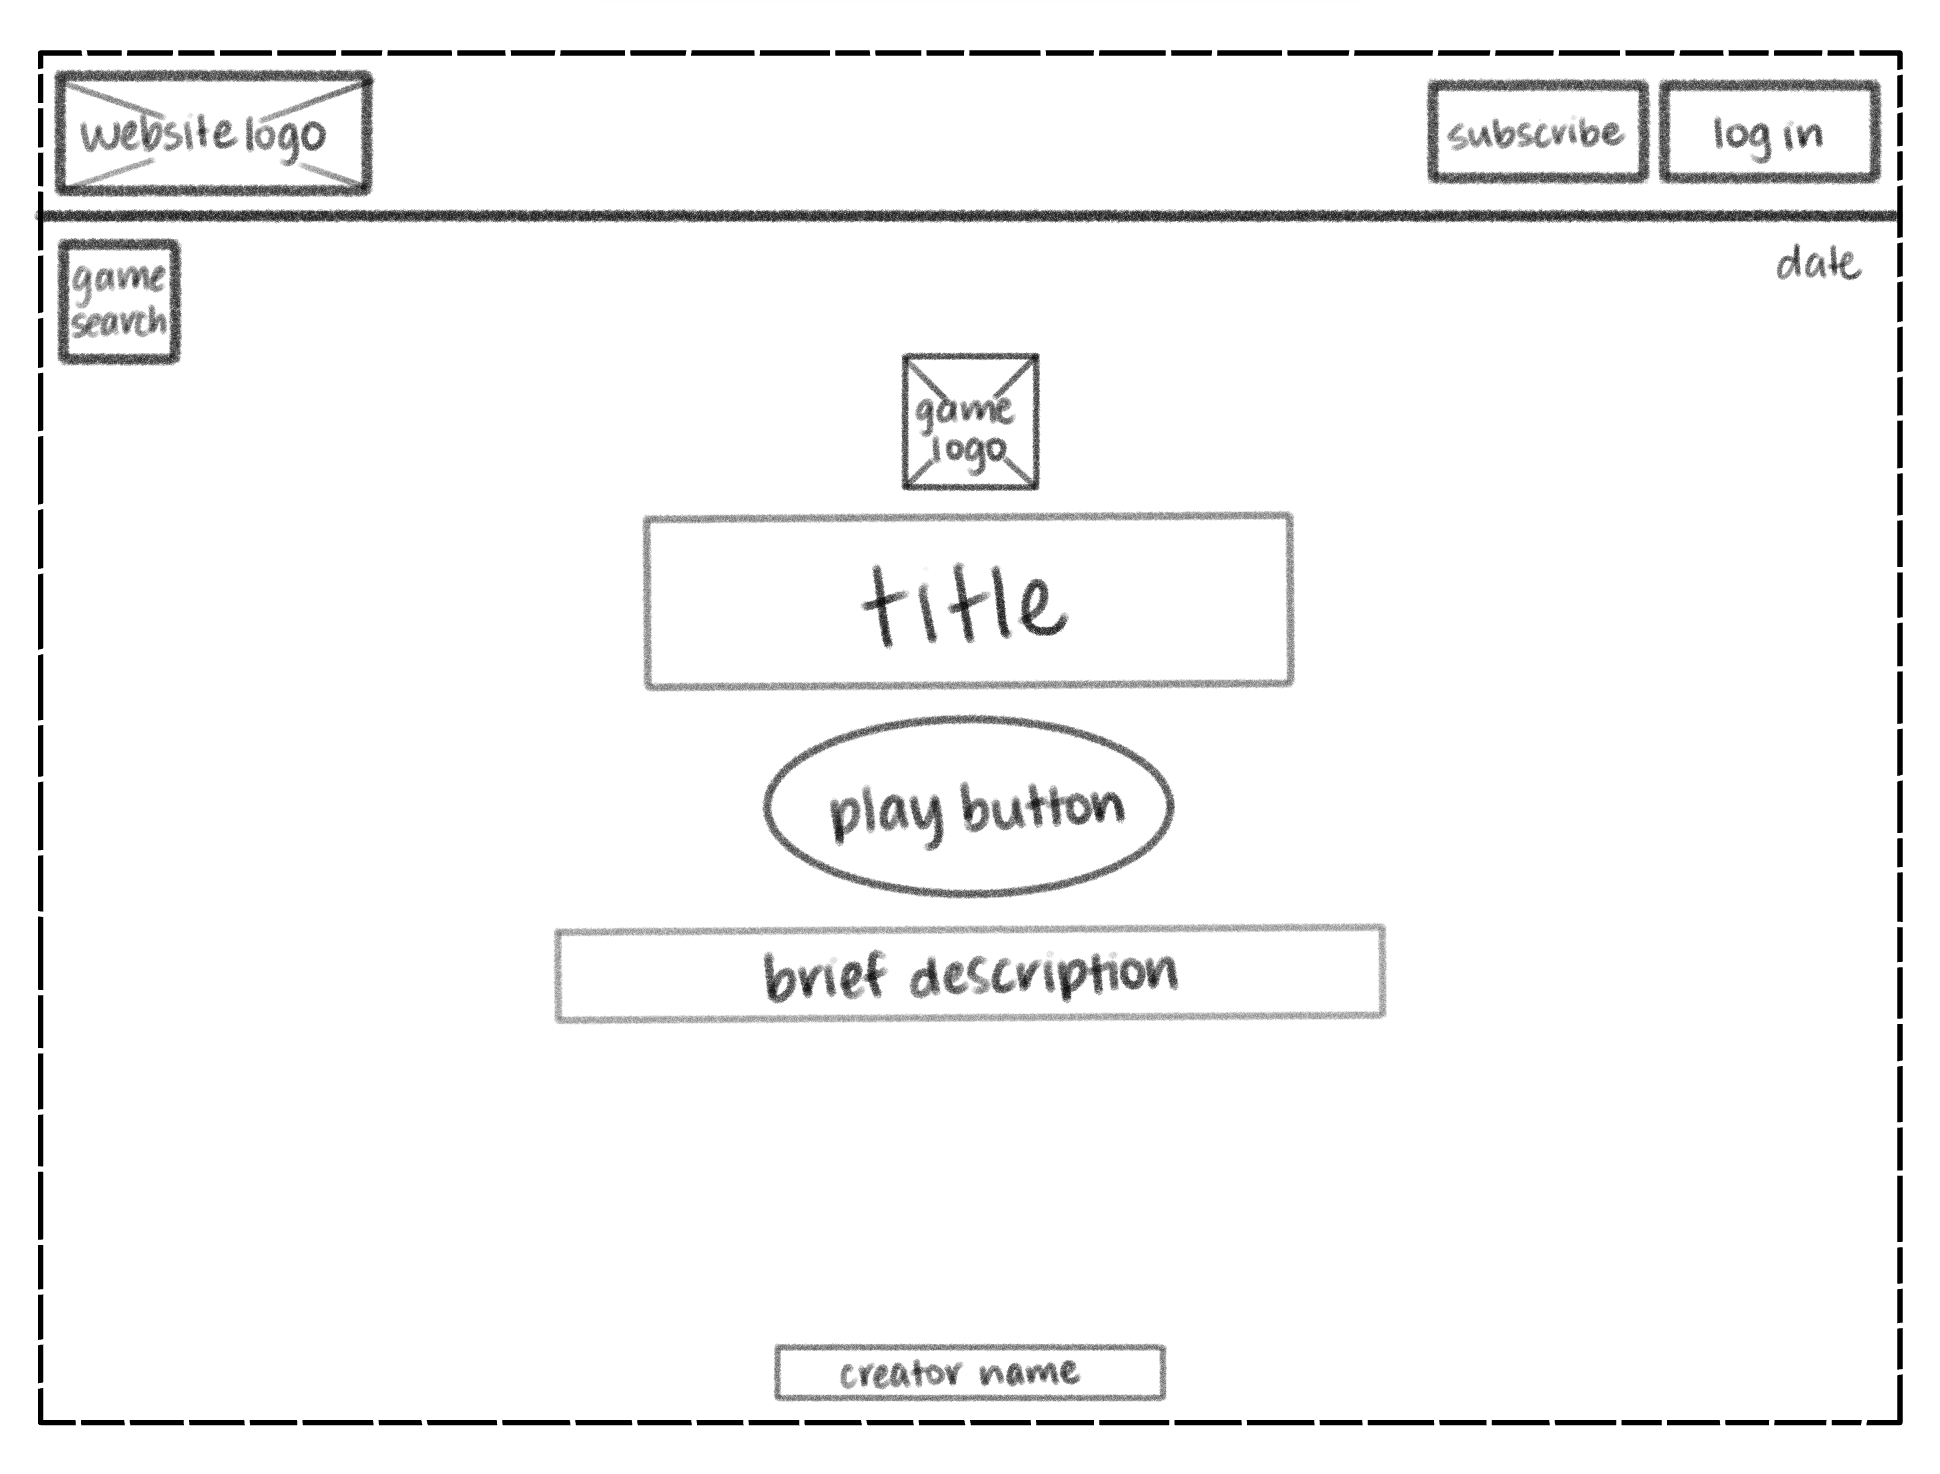 website logo
subscribe
log in
game
search
date
game
logo
title
play button
brief description
creator name